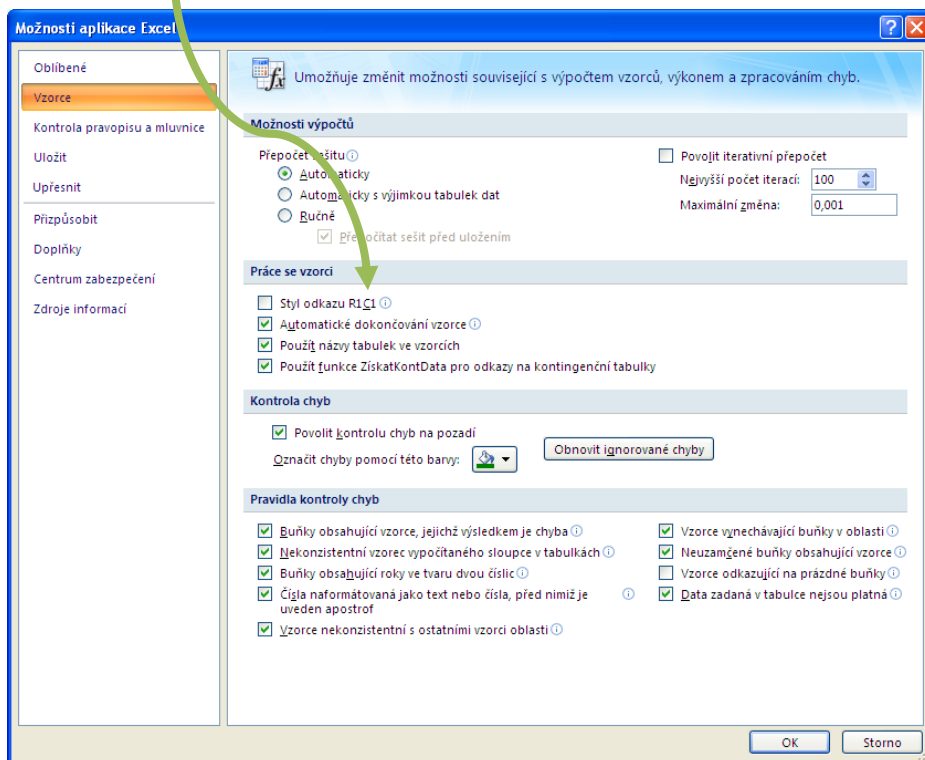 Možnosti aplikace Excel
Oblíbené
Vzorce
Kontrola pravopisu a mluvnice
Uložit
Upřesnit
Přizpůsobit
Doplňky
Centrum zabezpečení
Zdroje informací
Umožňuje změnit možnosti související s výpočtem vzorců, výkonem a zpracováním chyb.
Možnosti výpočtů
Přepočet sešitu
Automaticky
Automaticky s výjimkou tabulek dat
Ručně
Přepočítat sešit před uložením
Povolit iterativní přepočet
Nejvyšší počet iterací: 100
Maximální změna: 0,001
Práce se vzorci
Styl odkazu R1C1
Automatické dokončování vzorce
Použít názvy tabulek ve vzorcích
Použít funkce ZískatKontData pro odkazy na kontingenční tabulky
Kontrola chyb
Povolit kontrolu chyb na pozadí
Označit chyby pomocí této barvy:
Obnovit ignorované chyby
Pravidla kontroly chyb
Buňky obsahující vzorce, jejichž výsledkem je chyba
Nekonzistentní vzorec vypočítaného sloupce v tabulkách
Buňky obsahující roky ve tvaru dvou číslic
Čísla naformátovaná jako text nebo čísla, před nimiž je
uveden apostrof
Vzorce nekonzistentní s ostatními vzorci oblasti
Vzorce vynechávající buňky v oblasti
Neuzamčené buňky obsahující vzorce
Vzorce odkazující na prázdné buňky
Data zadaná v tabulce nejsou platná
OK
Storno